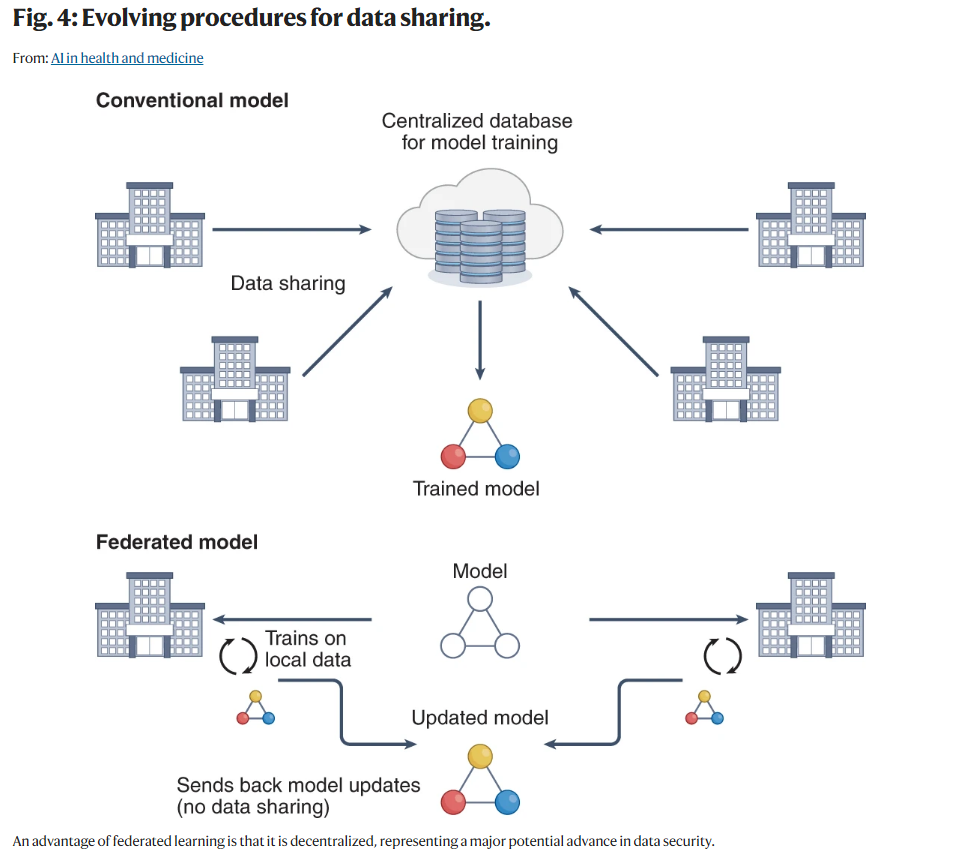 Fig. 4: Evolving procedures for data sharing.
From: AI in health and medicine
Conventional model
Centralized database
for model training
Data sharing
Trained model
Federated model
Model
Trains on
local data
Updated model
Sends back model updates
(no data sharing)
An advantage of federated learning is that it is decentralized, representing a major potential advance in data security.